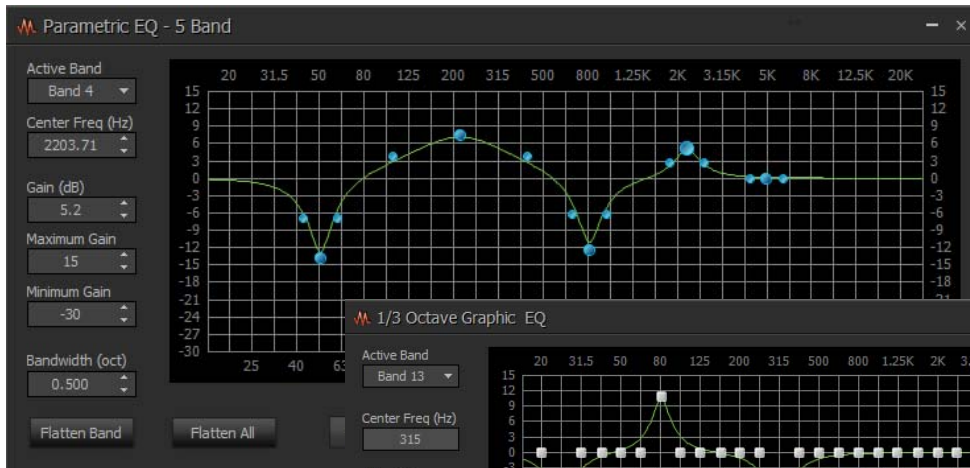 Parametric EQ - 5 Band
Active Band
Band 4
Center Freq (Hz)
2203.71
Gain (dB)
5.2
Maximum Gain
15
Minimum Gain
-30
Bandwidth (oct)
0.500
Flatten Band
Flatten All
20 31.5 50 80 125 200 315 500 800 1.25K 2K 3.15K 5K 8K 12.5K 20K
15 15
12 12
9 9
6 6
3 3
0 0
-3 -3
-6 -6
-9 -9
-12 -12
-15 -15
-18 -18
-21 -21
-24
-27
-30
25 40
1/3 Octave Graphic EQ
Active Band
Band 13
Center Freq (Hz)
315
20 31.5 50 80 125 200 315 500 800 1.25K 2K
15
12
9
6
3
0
-3